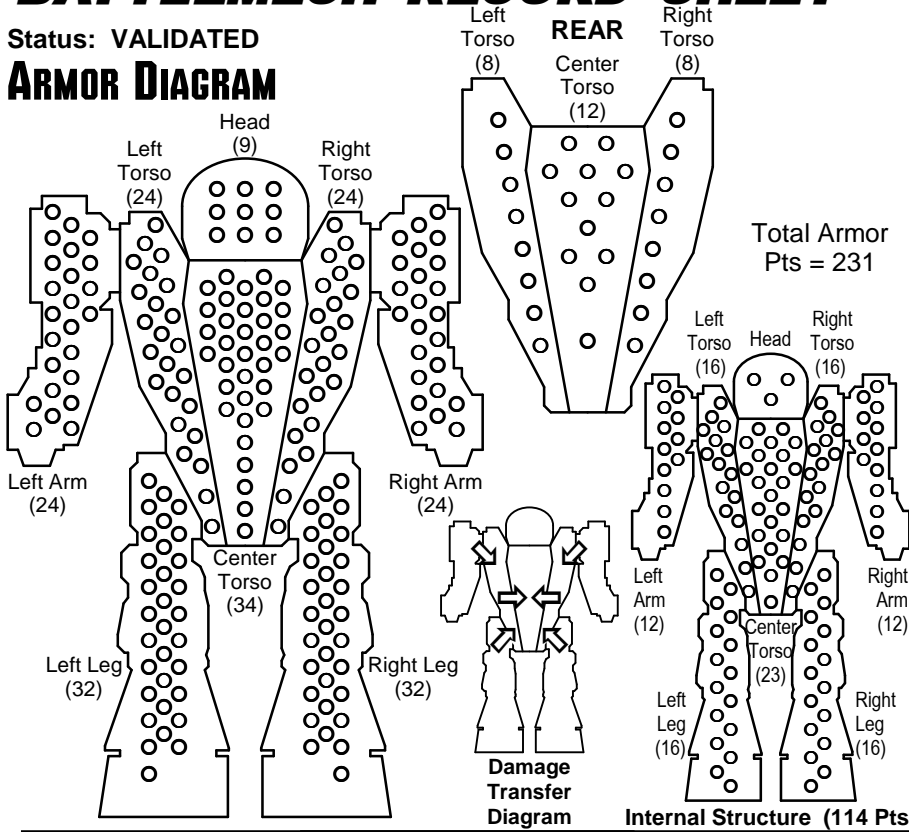 BATTLEMECH RECORD SHEET
Status: VALIDATED
ARMOR DIAGRAM
Head
(9)
Left
Torso
(24)
Right
Torso
(24)
Left Arm
(24)
Right Arm
(24)
Center
Torso
(34)
Left Leg
(32)
Right Leg
(32)
Left
Torso
(8)
REAR
Center
Torso
(12)
Right
Torso
(8)
Total Armor
Pts = 231
Left
Torso
(16)
Head
Right
Torso
(16)
Left
Arm
(12)
Right
Arm
(12)
Center
Torso
(23)
Left
Leg
(16)
Right
Leg
(16)
Damage
Transfer
Diagram
Internal Structure (114 Pts